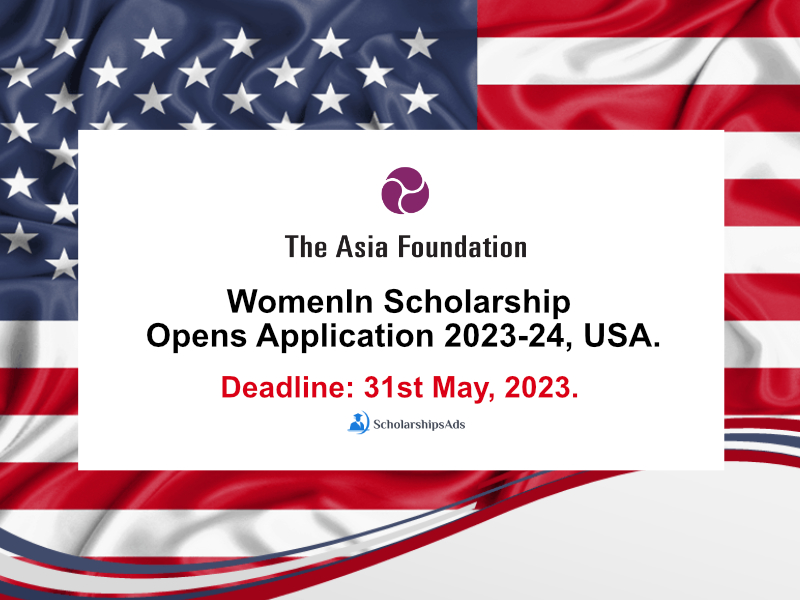 The Asia Foundation
WomenIn Scholarship
Opens Application 2023-24, USA.
Deadline: 31st May, 2023.
ScholarshipsAds